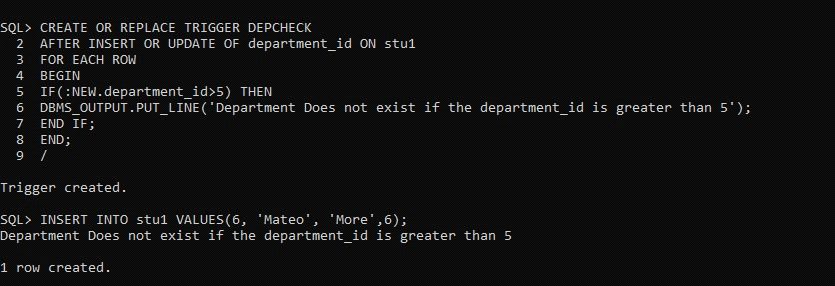 SQL> CREATE OR REPLACE TRIGGER DEPCHECK
  2  AFTER INSERT OR UPDATE OF department_id ON stu1
  3  FOR EACH ROW
  4  BEGIN
  5  IF(:NEW.department_id>5) THEN
  6  DBMS_OUTPUT.PUT_LINE('Department Does not exist if the department_id is greater than 5');
  7  END IF;
  8  END;
  9  /
Trigger created.
SQL> INSERT INTO stu1 VALUES(6, 'Mateo', 'More',6);
Department Does not exist if the department_id is greater than 5
1 row created.